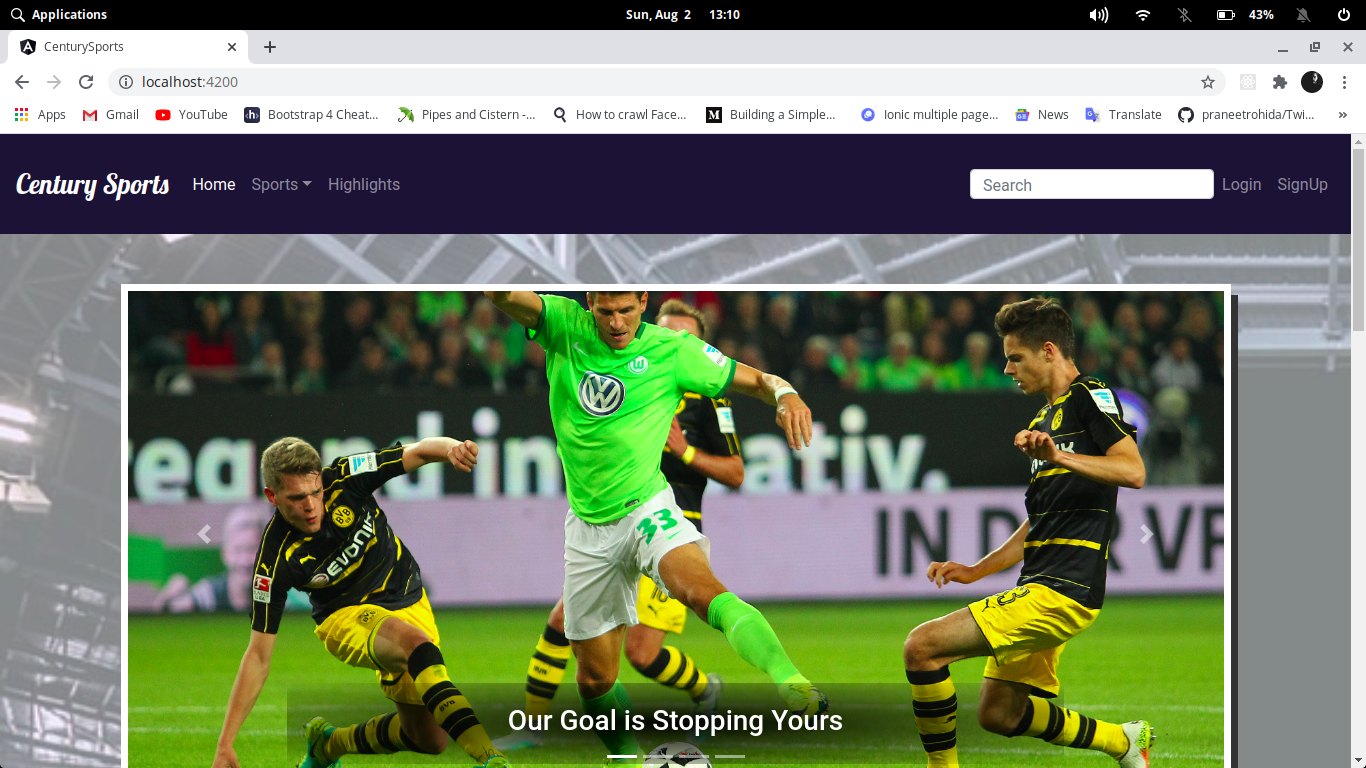 Applications
Sun, Aug 2 13:10
43%
CenturySports
localhost:4200
Apps Gmail YouTube Bootstrap 4 Cheat... Pipes and Cistern -... How to crawl Face... Building a Simple... Ionic multiple page... News Translate praneetrohida/Twi... »
Century Sports Home Sports Highlights Search Login SignUp
ativ.
IN DER VF
BVB
EVONIK
33
Our Goal is Stopping Yours